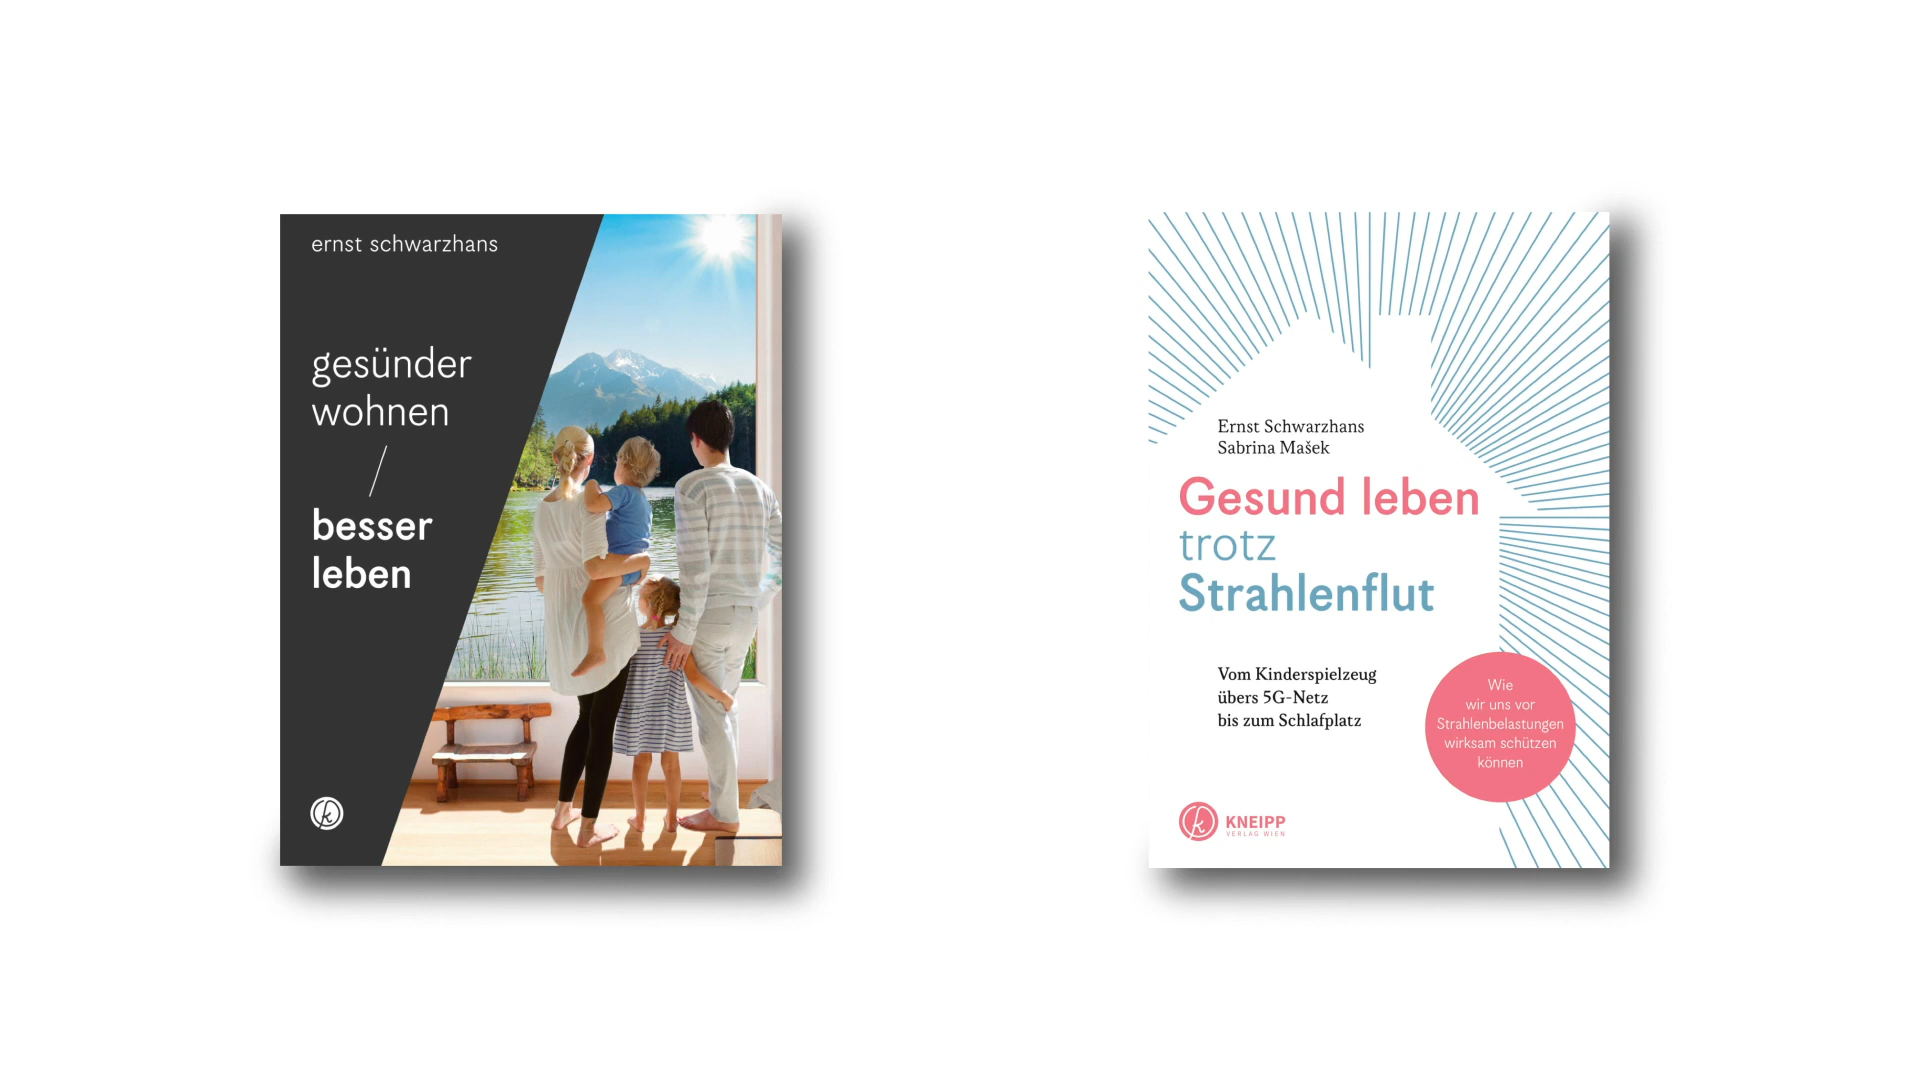 ernst schwarzhans
gesünder
wohnen
besser
leben
Ernst Schwarzhans
Sabrina Mašek
Gesund leben
trotz
Strahlenflut
Vom Kinderspielzeug
übers 5G-Netz
bis zum Schlafplatz
Wie
wir uns vor
Strahlenbelastungen
wirksam schützen
können
k KNEIPP
VERLAG WIEN